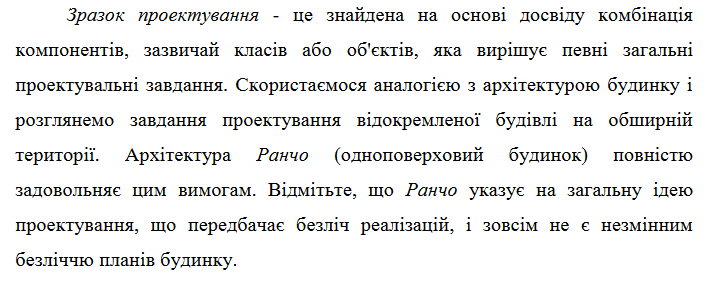 Зразок проектування - це знайдена на основі досвіду комбінація
компонентів, зазвичай класів або об'єктів, яка вирішує певні загальні
проектувальні завдання. Скористаємося аналогією з архітектурою будинку і
розглянемо завдання проектування відокремленої будівлі на обширній
території. Архітектура Ранчо (одноповерховий будинок) повністю
задовольняє цим вимогам. Відмітьте, що Ранчо указує на загальну ідею
проектування, що передбачає безліч реалізацій, і зовсім не є незмінним
безліччю планів будинку.